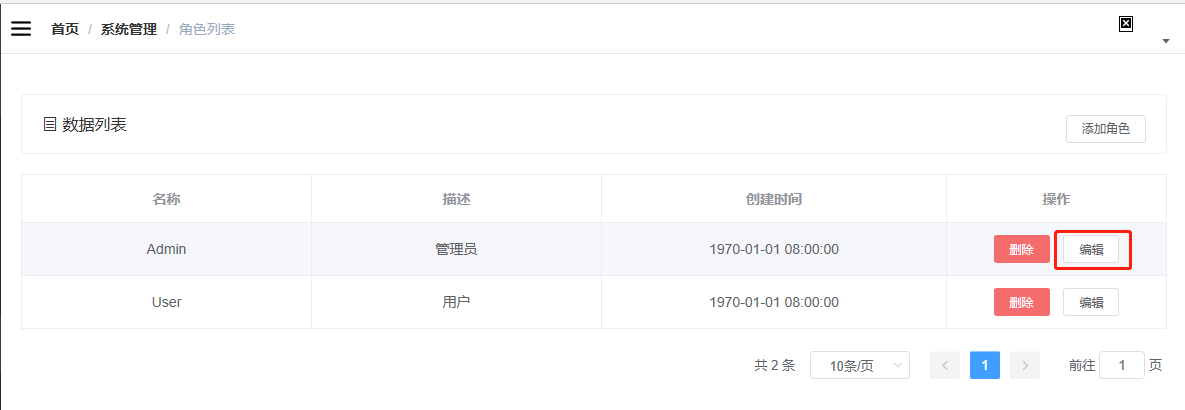 首页 / 系统管理 / 角色列表
数据列表
添加角色
名称 描述 创建时间 操作
Admin 管理员 1970-01-01 08:00:00 删除 编辑
User 用户 1970-01-01 08:00:00 删除 编辑
共 2 条 10条/页 1 前往 1 页